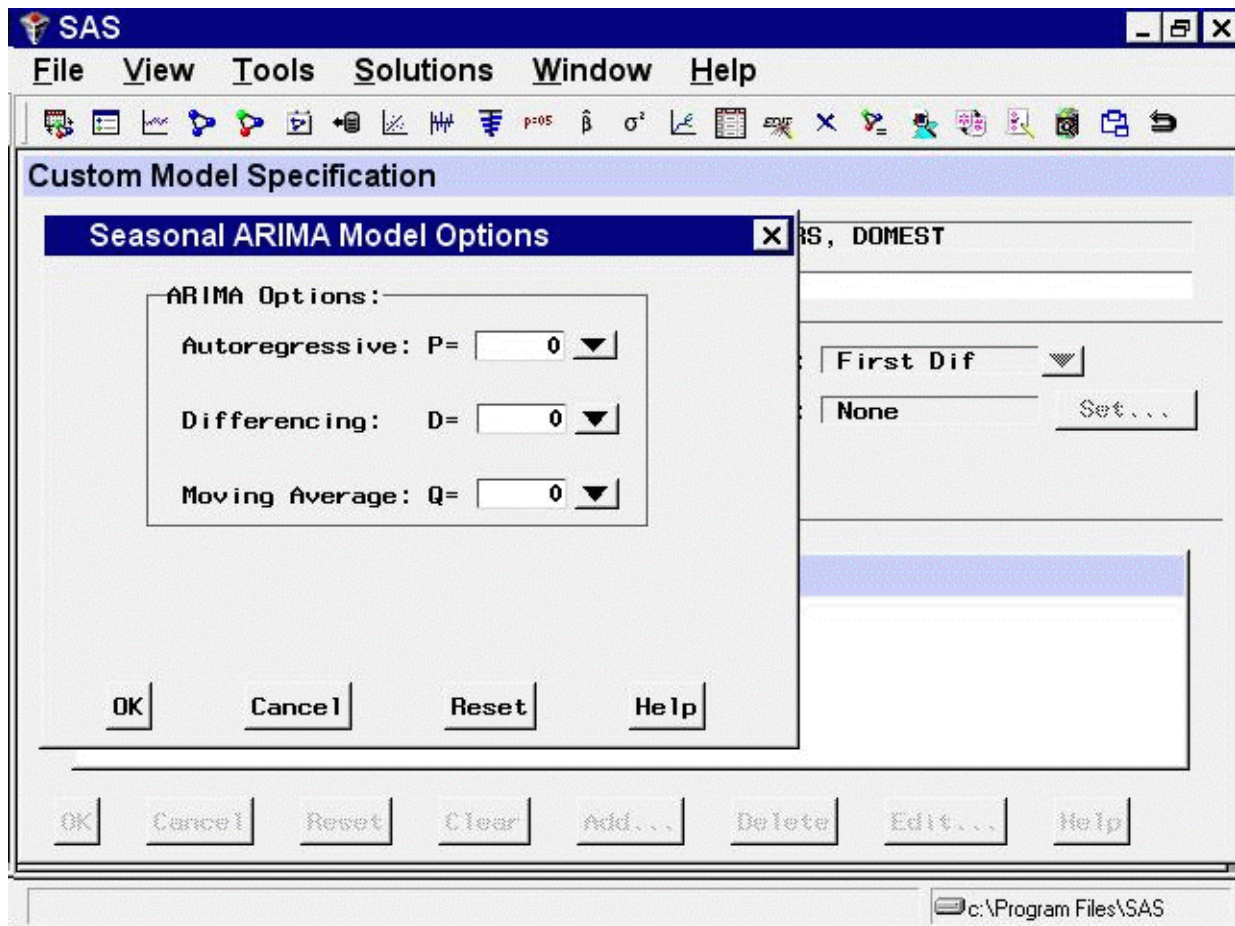 SAS
File View Tools Solutions Window Help
p=05 β̂ σ² EDIT
Custom Model Specification
Seasonal ARIMA Model Options
RS, DOMEST
ARIMA Options:
Autoregressive: P= 0
: First Dif
Differencing: D= 0
: None Set...
Moving Average: Q= 0
OK Cancel Reset Help
OK Cancel Reset Clear Add... Delete Edit... Help
c:\Program Files\SAS